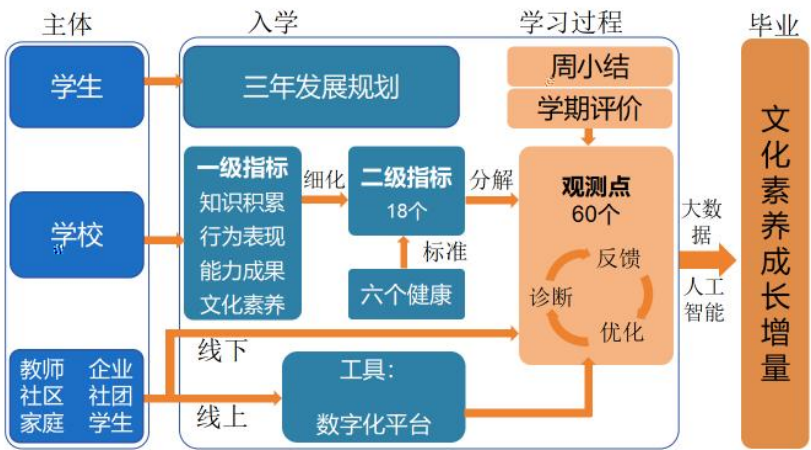 主体
入学
学习过程
毕业
学生
三年发展规划
周小结
学期评价
学校
一级指标
知识积累
行为表现
能力成果
文化素养
细化
二级指标
18个
标准
六个健康
分解
观测点
60个
反馈
诊断
优化
大数
据
人工
智能
文化素养成长增量
教师 企业
社区 社团
家庭 学生
线下
线上
工具：
数字化平台